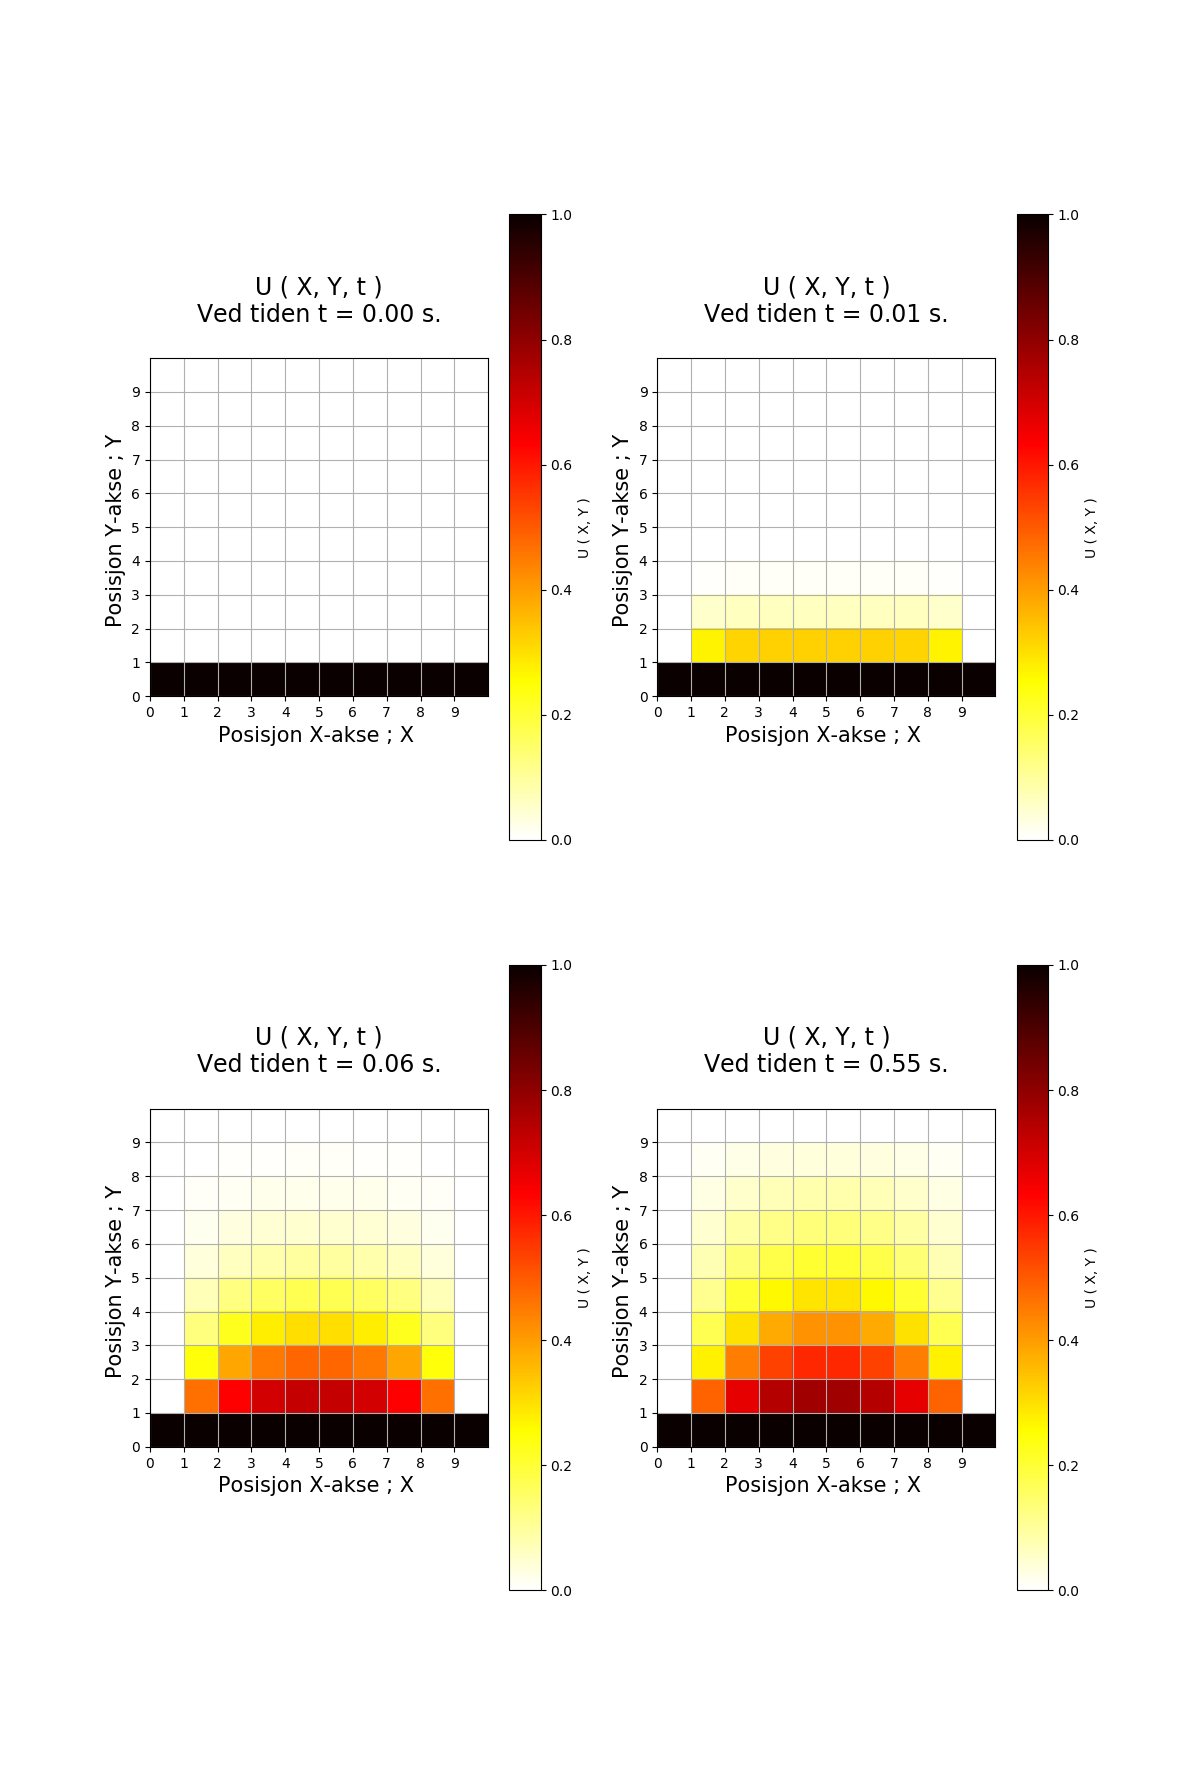 U ( X, Y, t )
Ved tiden t = 0.00 s.
Posisjon Y-akse ; Y
9
8
7
6
5
4
3
2
1
0
0 1 2 3 4 5 6 7 8 9
Posisjon X-akse ; X
1.0
0.8
0.6
0.4
0.2
0.0
U ( X, Y )
U ( X, Y, t )
Ved tiden t = 0.01 s.
Posisjon Y-akse ; Y
9
8
7
6
5
4
3
2
1
0
0 1 2 3 4 5 6 7 8 9
Posisjon X-akse ; X
1.0
0.8
0.6
0.4
0.2
0.0
U ( X, Y )
U ( X, Y, t )
Ved tiden t = 0.06 s.
Posisjon Y-akse ; Y
9
8
7
6
5
4
3
2
1
0
0 1 2 3 4 5 6 7 8 9
Posisjon X-akse ; X
1.0
0.8
0.6
0.4
0.2
0.0
U ( X, Y )
U ( X, Y, t )
Ved tiden t = 0.55 s.
Posisjon Y-akse ; Y
9
8
7
6
5
4
3
2
1
0
0 1 2 3 4 5 6 7 8 9
Posisjon X-akse ; X
1.0
0.8
0.6
0.4
0.2
0.0
U ( X, Y )